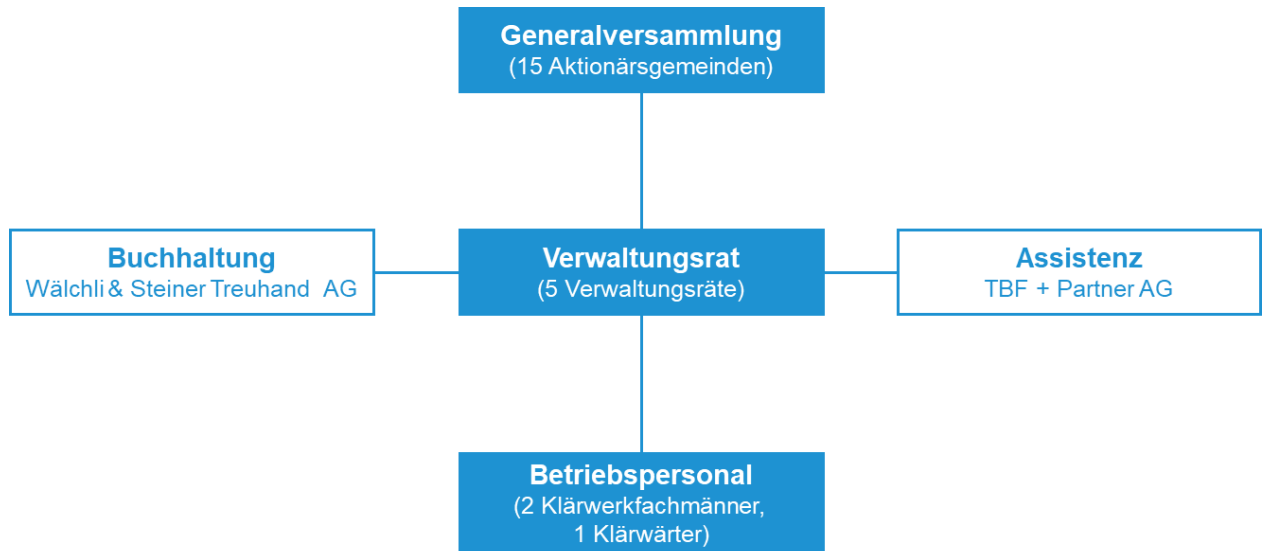 Generalversammlung
(15 Aktionärsgemeinden)
Buchhaltung
Wälchli & Steiner Treuhand AG
Verwaltungsrat
(5 Verwaltungsräte)
Assistenz
TBF + Partner AG
Betriebspersonal
(2 Klärwerkfachmänner,
1 Klärwärter)